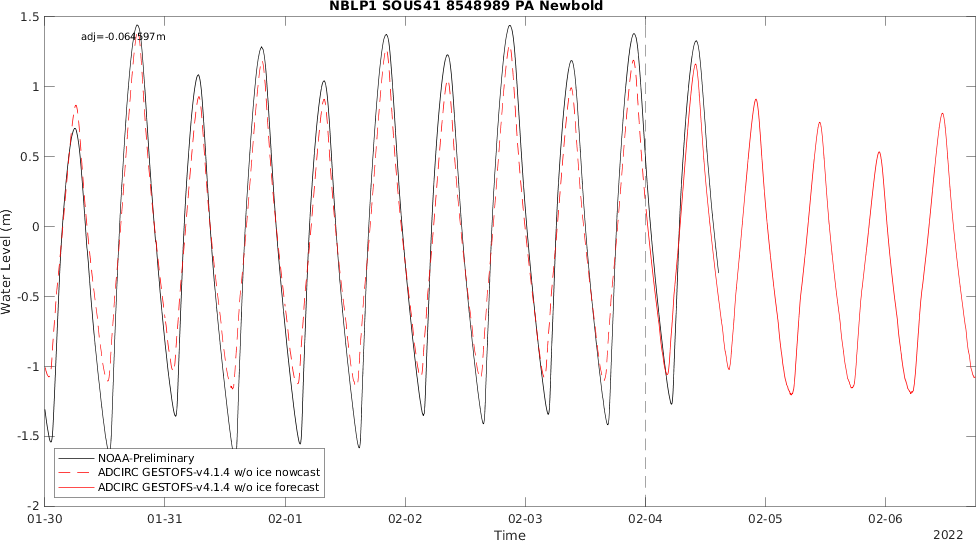 NBLP1 SOUS41 8548989 PA Newbold
adj=-0.064597m
1.5
1
0.5
0
-0.5
-1
-1.5
-2
Water Level (m)
NOAA-Preliminary
ADCIRC GESTOFS-v4.1.4 w/o ice nowcast
ADCIRC GESTOFS-v4.1.4 w/o ice forecast
01-30 01-31 02-01 02-02 02-03 02-04 02-05 02-06
Time
2022